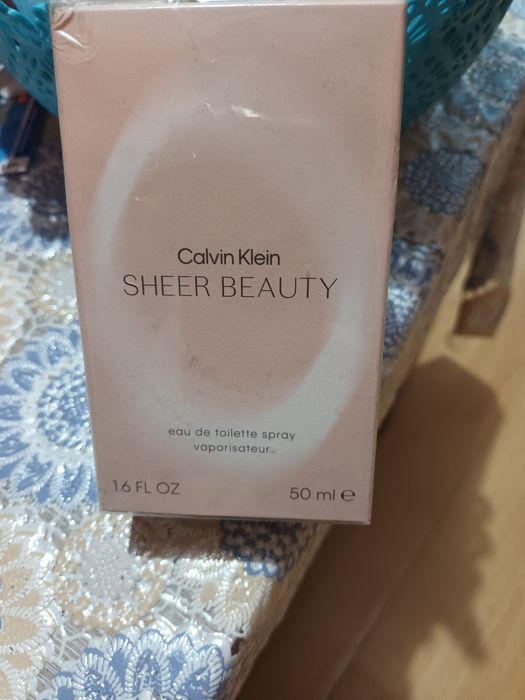 Calvin Klein
SHEER BEAUTY
eau de toilette spray
vaporisateur
1.6 FL OZ 50 ml ℮